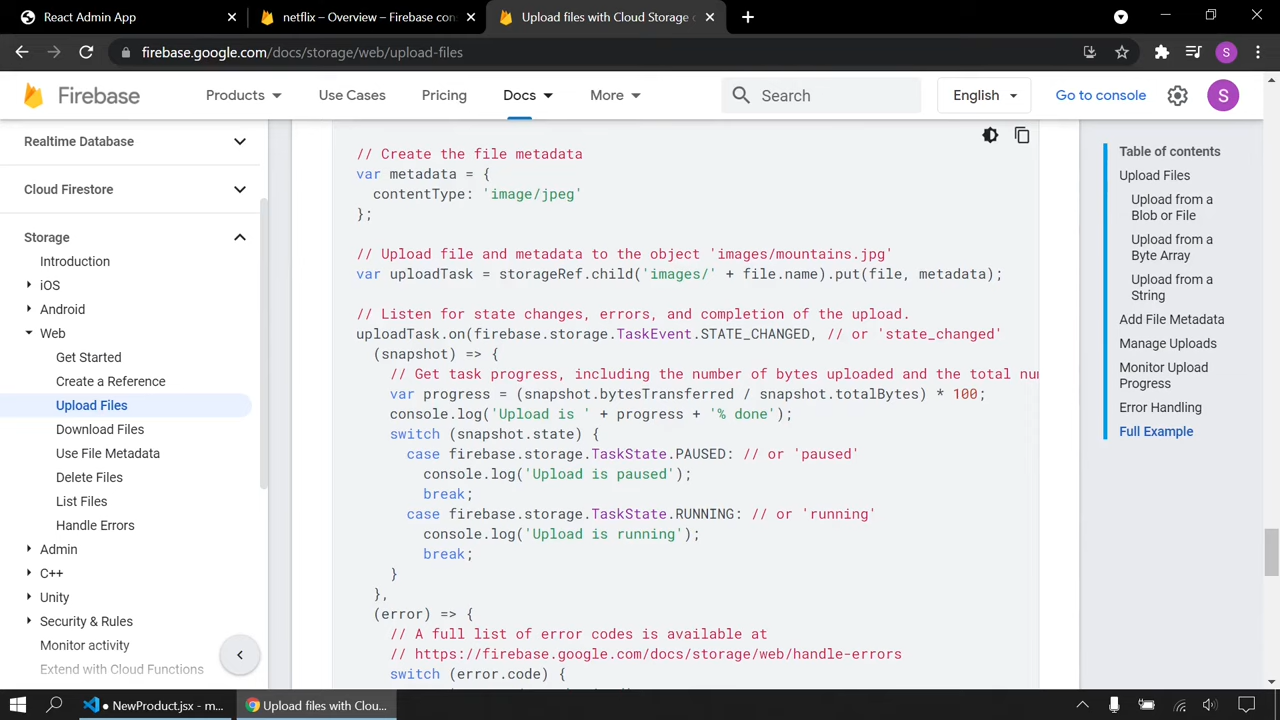 React Admin App
netflix – Overview – Firebase con
Upload files with Cloud Storage
firebase.google.com/docs/storage/web/upload-files
S
Firebase
Products
Use Cases
Pricing
Docs
More
Search
English
Go to console
S
Realtime Database
Cloud Firestore
Storage
Introduction
iOS
Android
Web
Get Started
Create a Reference
Upload Files
Download Files
Use File Metadata
Delete Files
List Files
Handle Errors
Admin
C++
Unity
Security & Rules
Monitor activity
Extend with Cloud Functions
// Create the file metadata
var metadata = {
contentType: 'image/jpeg'
};
// Upload file and metadata to the object 'images/mountains.jpg'
var uploadTask = storageRef.child('images/' + file.name).put(file, metadata);
// Listen for state changes, errors, and completion of the upload.
uploadTask.on(firebase.storage.TaskEvent.STATE_CHANGED, // or 'state_changed'
(snapshot) => {
// Get task progress, including the number of bytes uploaded and the total num
var progress = (snapshot.bytesTransferred / snapshot.totalBytes) * 100;
console.log('Upload is ' + progress + '% done');
switch (snapshot.state) {
case firebase.storage.TaskState.PAUSED: // or 'paused'
console.log('Upload is paused');
break;
case firebase.storage.TaskState.RUNNING: // or 'running'
console.log('Upload is running');
break;
}
},
(error) => {
// A full list of error codes is available at
// https://firebase.google.com/docs/storage/web/handle-errors
switch (error.code) {
Table of contents
Upload Files
Upload from a
Blob or File
Upload from a
Byte Array
Upload from a
String
Add File Metadata
Manage Uploads
Monitor Upload
Progress
Error Handling
Full Example
● NewProduct.jsx - m...
Upload files with Clou...